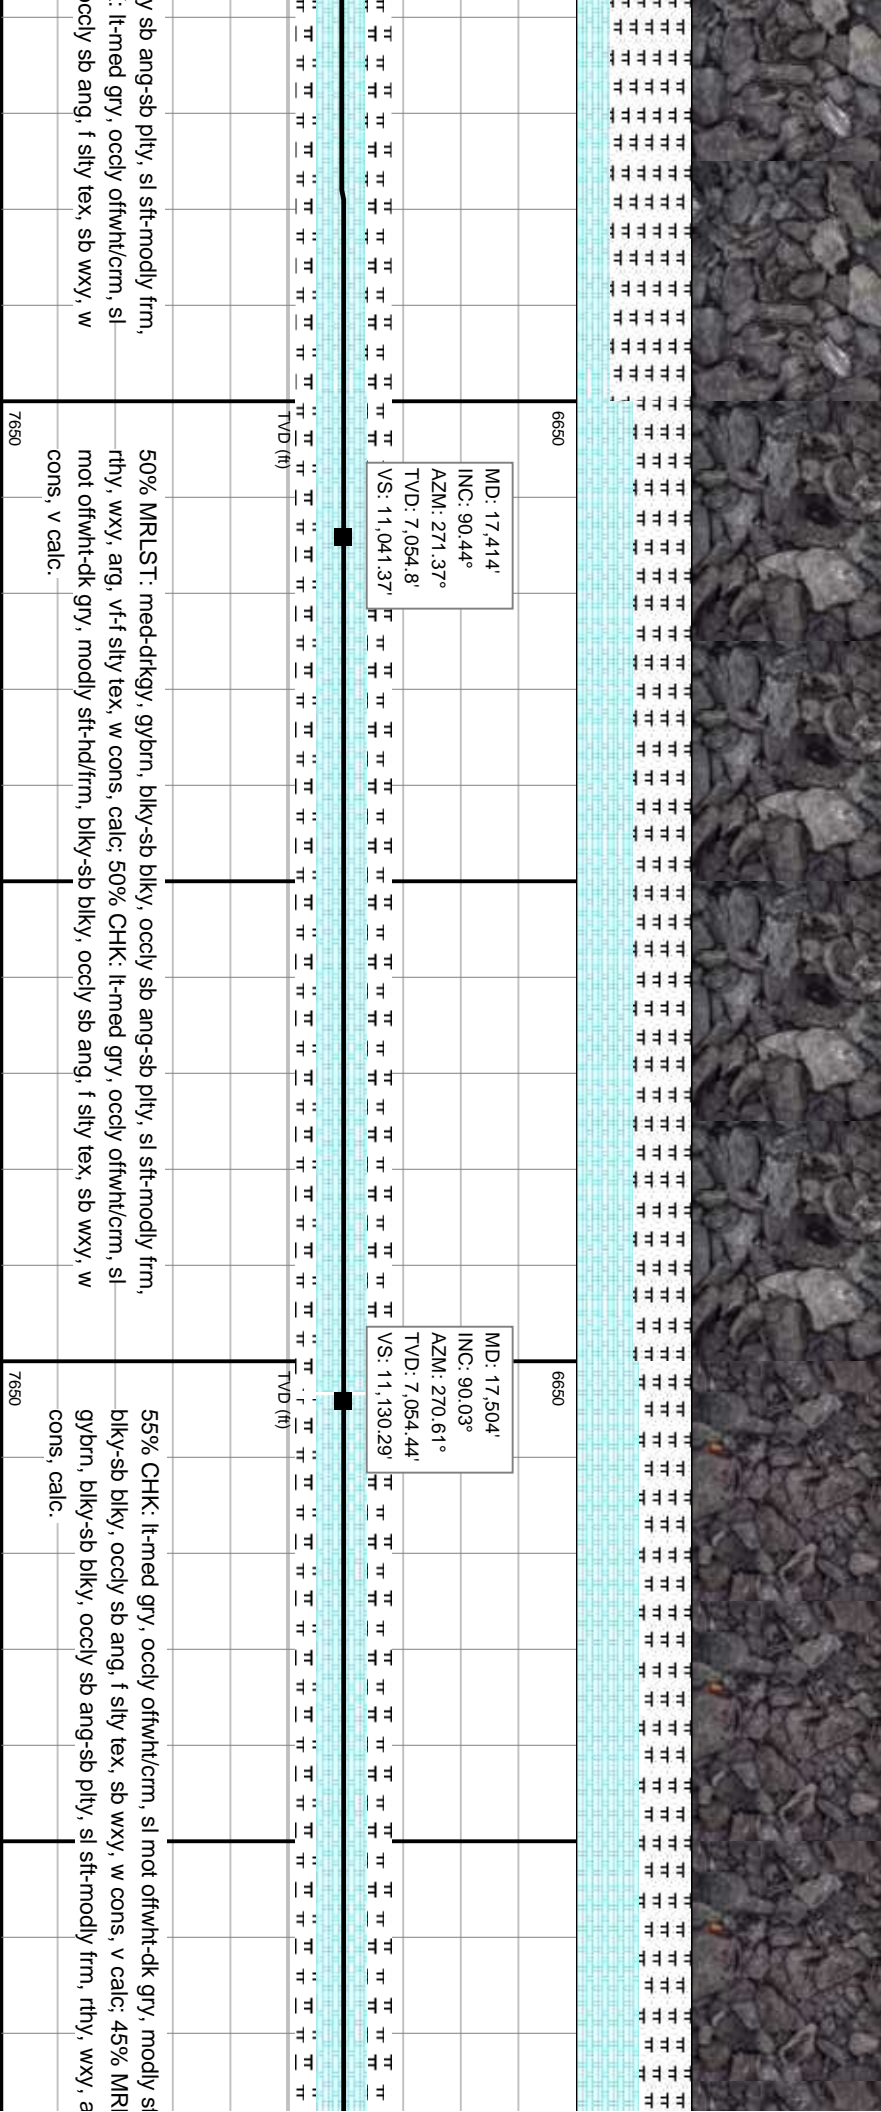 y sb ang-sb plty, sl sft-modly frm,
: lt-med gry, occly offwht/crm, sl
occly sb ang, f slty tex, sb wxy, w
6650
TVD (ft)
7650
MD: 17,414'
INC: 90.44°
AZM: 271.37°
TVD: 7,054.8'
VS: 11,041.37'
50% MRLST: med-drkgy, gybrn, blky-sb blky, occly sb ang-sb plty, sl sft-modly frm,
rthy, wxy, arg, vf-f slty tex, w cons, calc; 50% CHK: lt-med gry, occly offwht/crm, sl
mot offwht-dk gry, modly sft-hd/frm, blky-sb blky, occly sb ang, f slty tex, sb wxy, w
cons, v calc.
6650
TVD (ft)
7650
MD: 17,504'
INC: 90.03°
AZM: 270.61°
TVD: 7,054.44'
VS: 11,130.29'
55% CHK: lt-med gry, occly offwht/crm, sl mot offwht-dk gry, modly sf
blky-sb blky, occly sb ang, f slty tex, sb wxy, w cons, v calc; 45% MRL
gybrn, blky-sb blky, occly sb ang-sb plty, sl sft-modly frm, rthy, wxy, a
cons, calc.